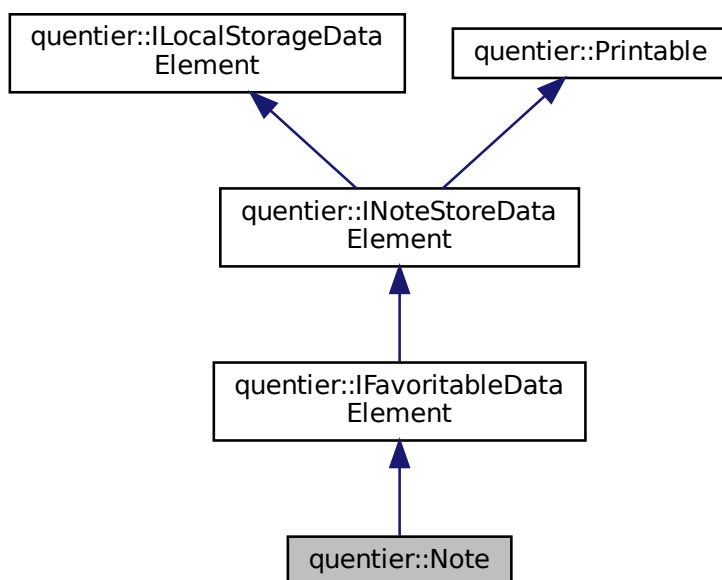 quentier::ILocalStorageData
Element
quentier::Printable
quentier::INoteStoreData
Element
quentier::IFavoritableData
Element
quentier::Note